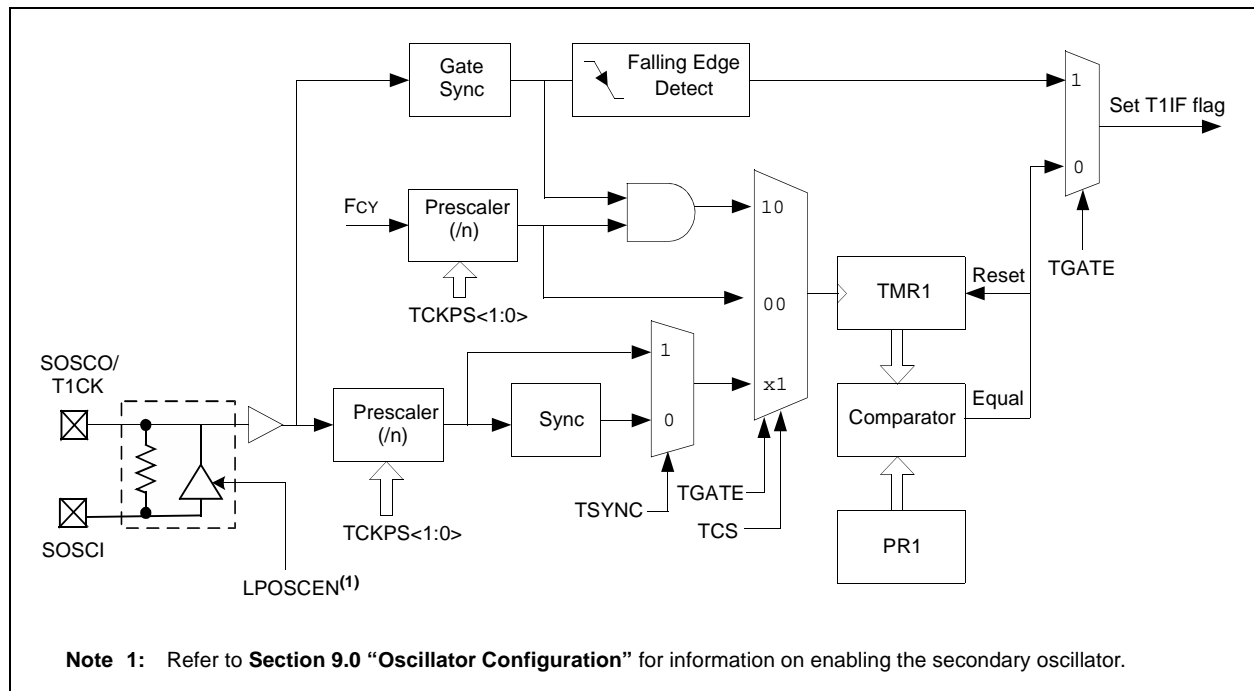 Gate
Sync
Falling Edge
Detect
1
Set T1IF flag
0
TGATE
FCY
Prescaler
(/n)
TCKPS<1:0>
10
00
x1
TMR1
Reset
SOSCO/
T1CK
SOSCI
Prescaler
(/n)
TCKPS<1:0>
Sync
1
0
TSYNC
TGATE
TCS
Comparator
Equal
PR1
LPOSCEN(1)
Note 1: Refer to Section 9.0 “Oscillator Configuration” for information on enabling the secondary oscillator.